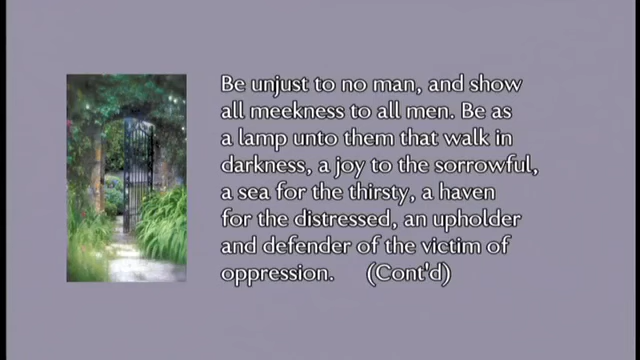 Be unjust to no man, and show
all meekness to all men. Be as
a lamp unto them that walk in
darkness, a joy to the sorrowful,
a sea for the thirsty, a haven
for the distressed, an upholder
and defender of the victim of
oppression. (Cont'd)